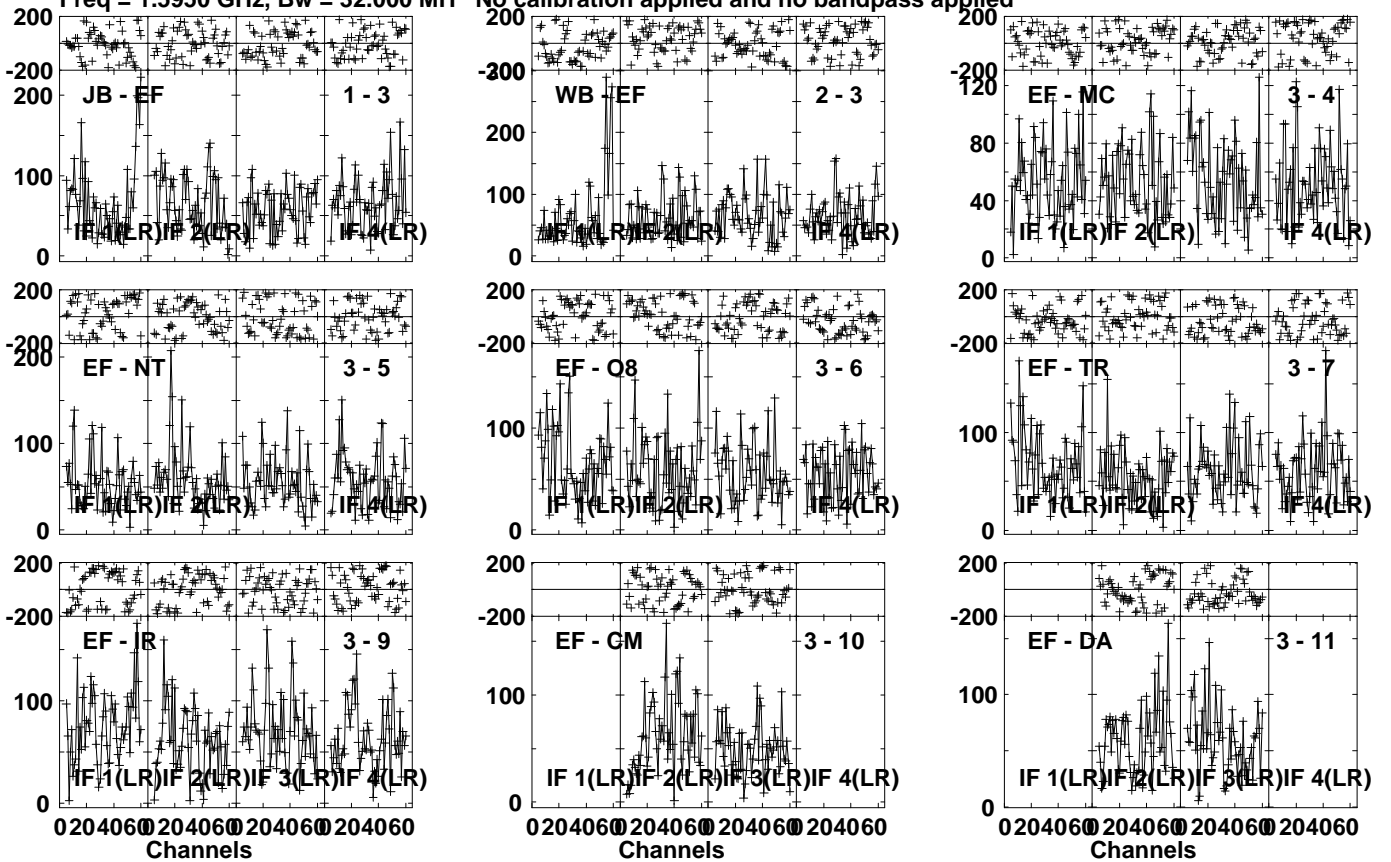 Freq = 1.5950 GHz, Bw = 32.000 MH No calibration applied and no bandpass applied
200
-200
JB - EF 1 - 3
200
100
0
IF 1(LR) IF 2(LR) IF 4(LR)
200
-200
300
WB - EF 2 - 3
200
100
0
IF 1(LR) IF 2(LR) IF 4(LR)
200
-200
120
EF - MC 3 - 4
80
40
0
IF 1(LR) IF 2(LR) IF 4(LR)
200
-200
200
EF - NT 3 - 5
100
0
IF 1(LR) IF 2(LR) IF 4(LR)
200
-200
EF - O8 3 - 6
100
0
IF 1(LR) IF 2(LR) IF 4(LR)
200
-200
EF - TR 3 - 7
100
0
IF 1(LR) IF 2(LR) IF 4(LR)
200
-200
EF - IR 3 - 9
100
0
IF 1(LR) IF 2(LR) IF 3(LR) IF 4(LR)
0 20 40 60 0 20 40 60 0 20 40 60 0 20 40 60
Channels
200
-200
EF - CM 3 - 10
100
0
IF 1(LR) IF 2(LR) IF 3(LR) IF 4(LR)
0 20 40 60 0 20 40 60 0 20 40 60 0 20 40 60
Channels
200
-200
EF - DA 3 - 11
100
0
IF 1(LR) IF 2(LR) IF 3(LR) IF 4(LR)
0 20 40 60 0 20 40 60 0 20 40 60 0 20 40 60
Channels